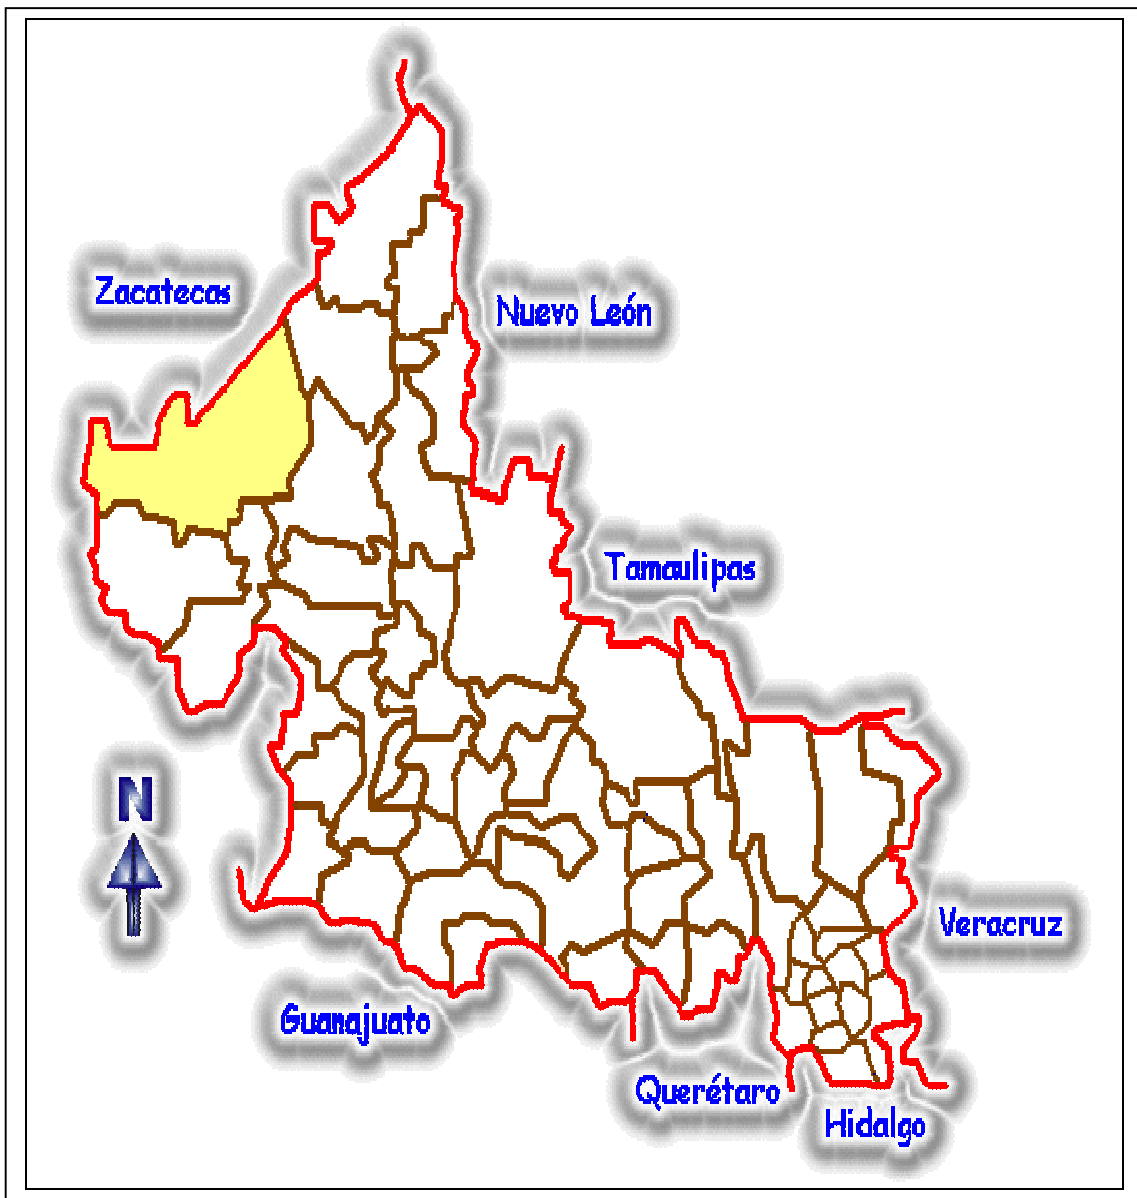 Zacatecas
Nuevo León
Tamaulipas
N
Veracruz
Guanajuato
Querétaro
Hidalgo